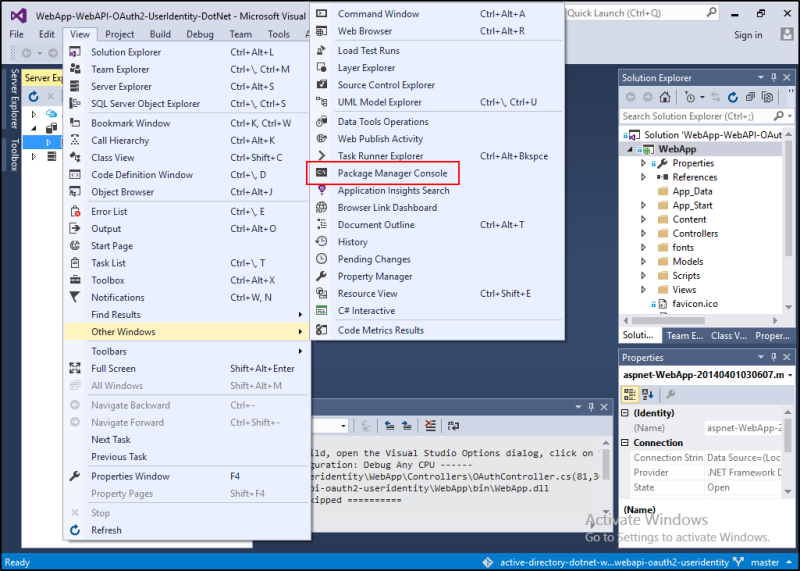 WebApp-WebAPI-OAuth2-UserIdentity-DotNet - Microsoft Visual
Quick Launch (Ctrl+Q)
File Edit View Project Build Debug Team Tools
Sign in
Server Explorer
Toolbox
Server Exp
Solution Explorer Ctrl+Alt+L
Team Explorer Ctrl+\, Ctrl+M
Server Explorer Ctrl+Alt+S
SQL Server Object Explorer Ctrl+\, Ctrl+S
Bookmark Window Ctrl+K, Ctrl+W
Call Hierarchy Ctrl+Alt+K
Class View Ctrl+Shift+C
Code Definition Window Ctrl+\, D
Object Browser Ctrl+Alt+J
Error List Ctrl+\, E
Output Ctrl+Alt+O
Start Page
Task List Ctrl+\, T
Toolbox Ctrl+Alt+X
Notifications Ctrl+W, N
Find Results
Other Windows
Toolbars
Full Screen Shift+Alt+Enter
All Windows Shift+Alt+M
Navigate Backward Ctrl+-
Navigate Forward Ctrl+Shift+-
Next Task
Previous Task
Properties Window F4
Property Pages Shift+F4
Stop
Refresh
Command Window Ctrl+Alt+A
Web Browser Ctrl+Alt+R
Load Test Runs
Layer Explorer
Source Control Explorer
UML Model Explorer Ctrl+\, Ctrl+U
Data Tools Operations
Web Publish Activity
Task Runner Explorer Ctrl+Alt+Bkspce
Package Manager Console
Application Insights Search
Browser Link Dashboard
Document Outline Ctrl+Alt+T
History
Pending Changes
Property Manager
Resource View Ctrl+Shift+E
C# Interactive
Code Metrics Results
ild, open the Visual Studio Options dialog, click on
guration: Debug Any CPU ------
seridentity\WebApp\Controllers\OAuthController.cs(81,3
pi-oauth2-useridentity\WebApp\bin\WebApp.dll
kipped ==========
Solution Explorer
Search Solution Explorer (Ctrl+;)
Solution 'WebApp-WebAPI-OAut
WebApp
Properties
References
App_Data
App_Start
Content
Controllers
fonts
Models
Scripts
Views
favicon.ico
Soluti... Team E... Class V... Proper...
Properties
aspnet-WebApp-20140401030607.m
(Identity)
(Name) aspnet-WebApp-2
Connection
Connection Strin Data Source=(Loc
Provider .NET Framework D
State Open
(Name)
Activate Windows
Go to Settings to activate Windows.
Ready
active-directory-dotnet-w...webapi-oauth2-useridentity master